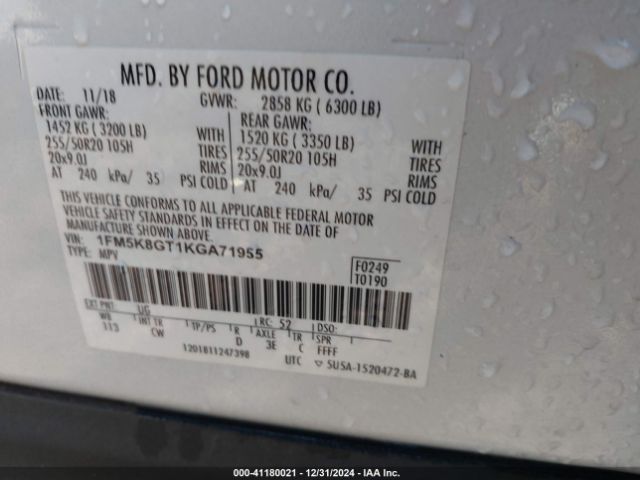 MFD. BY FORD MOTOR CO.
DATE: 11/18 GVWR: 2858 KG ( 6300 LB)
FRONT GAWR: REAR GAWR:
1452 KG ( 3200 LB) WITH 1520 KG ( 3350 LB) WITH
255/50R20 105H TIRES 255/50R20 105H TIRES
20x9.0J RIMS 20x9.0J RIMS
AT 240 kPa/ 35 PSI COLD AT 240 kPa/ 35 PSI COLD
THIS VEHICLE CONFORMS TO ALL APPLICABLE FEDERAL MOTOR
VEHICLE SAFETY STANDARDS IN EFFECT ON THE DATE OF
MANUFACTURE SHOWN ABOVE.
VIN: 1FM5K8GT1KGA71955
TYPE: MPV
F0249
T0190
EXT PNT: UG RC: 52 DSO:
WB INT TR TP/PS R AXLE TR SPR
113 CW D 3E C FFFF
1201811247398 UTC ▽ SU5A-1520472-BA
000-41180021 - 12/31/2024 - IAA Inc.